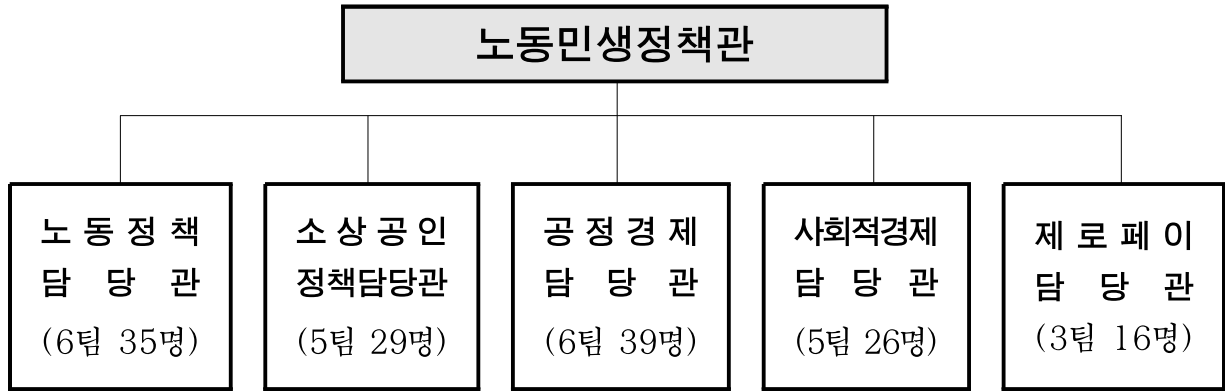 노동민생정책관
노 동 정 책
담 당 관
(6팀 35명)
소 상 공 인
정책담당관
(5팀 29명)
공 정 경 제
담 당 관
(6팀 39명)
사회적경제
담 당 관
(5팀 26명)
제 로 페 이
담 당 관
(3팀 16명)